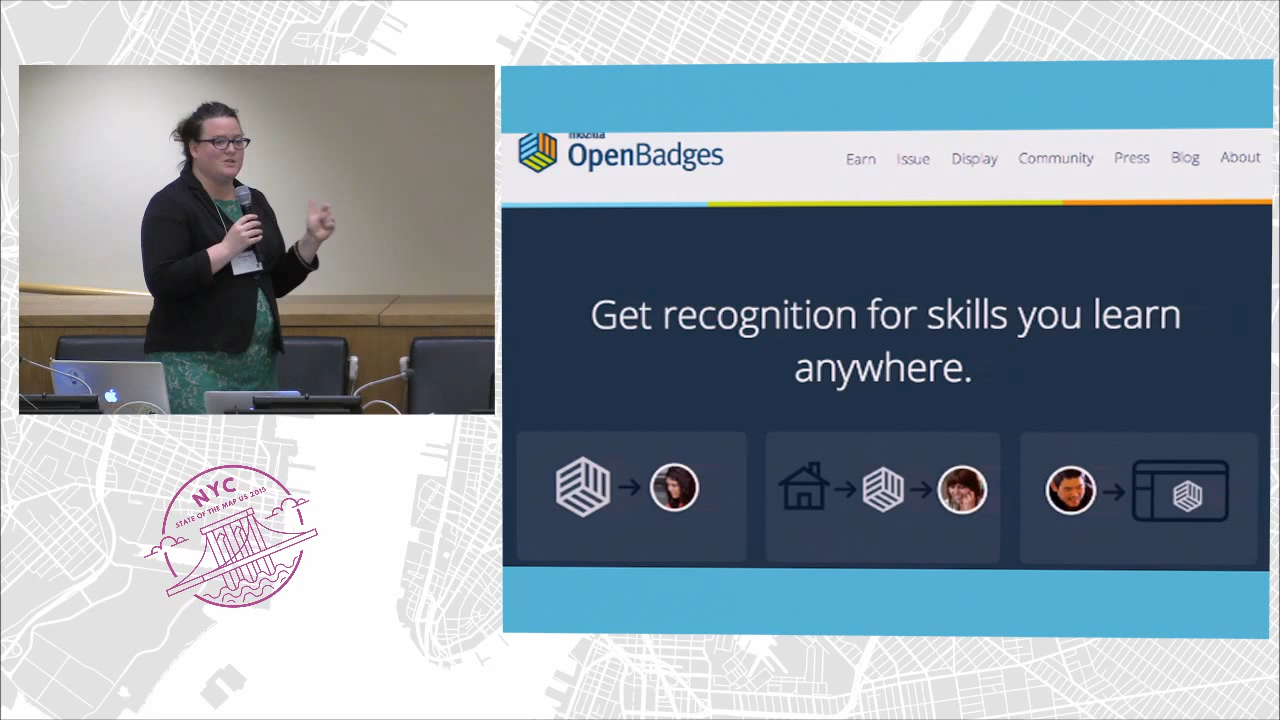 mozilla
OpenBadges
Earn Issue Display Community Press Blog About
Get recognition for skills you learn
anywhere.
NYC
STATE OF THE MAP US 2015